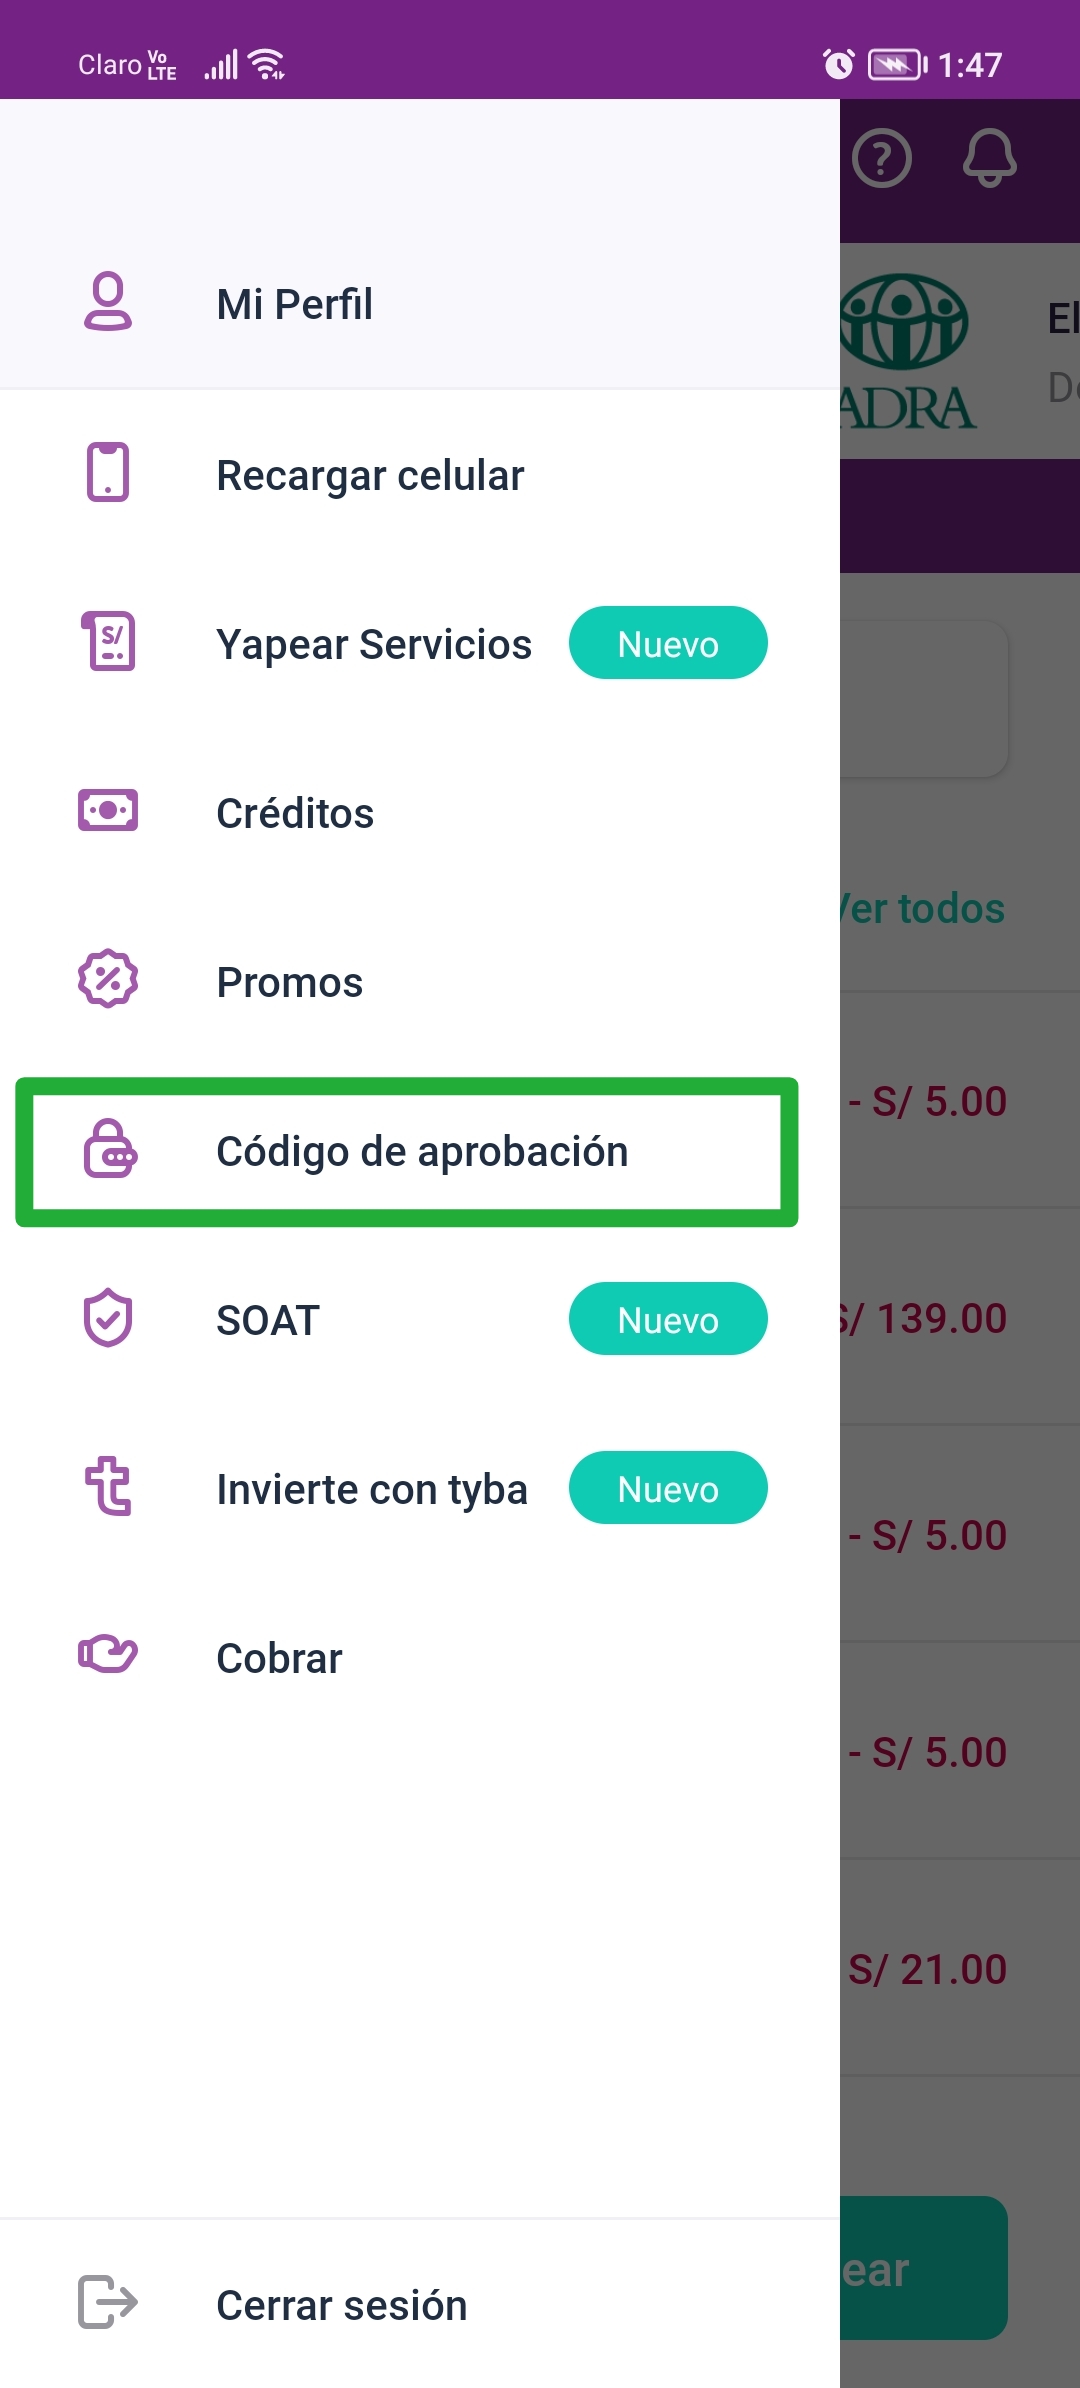 Claro Vo LTE 1:47
Mi Perfil
ADRA
El
De
Recargar celular
Yapear Servicios Nuevo
Créditos
Ver todos
Promos
- S/ 5.00
Código de aprobación
SOAT Nuevo
S/ 139.00
Invierte con tyba Nuevo
- S/ 5.00
Cobrar
- S/ 5.00
S/ 21.00
ear
Cerrar sesión